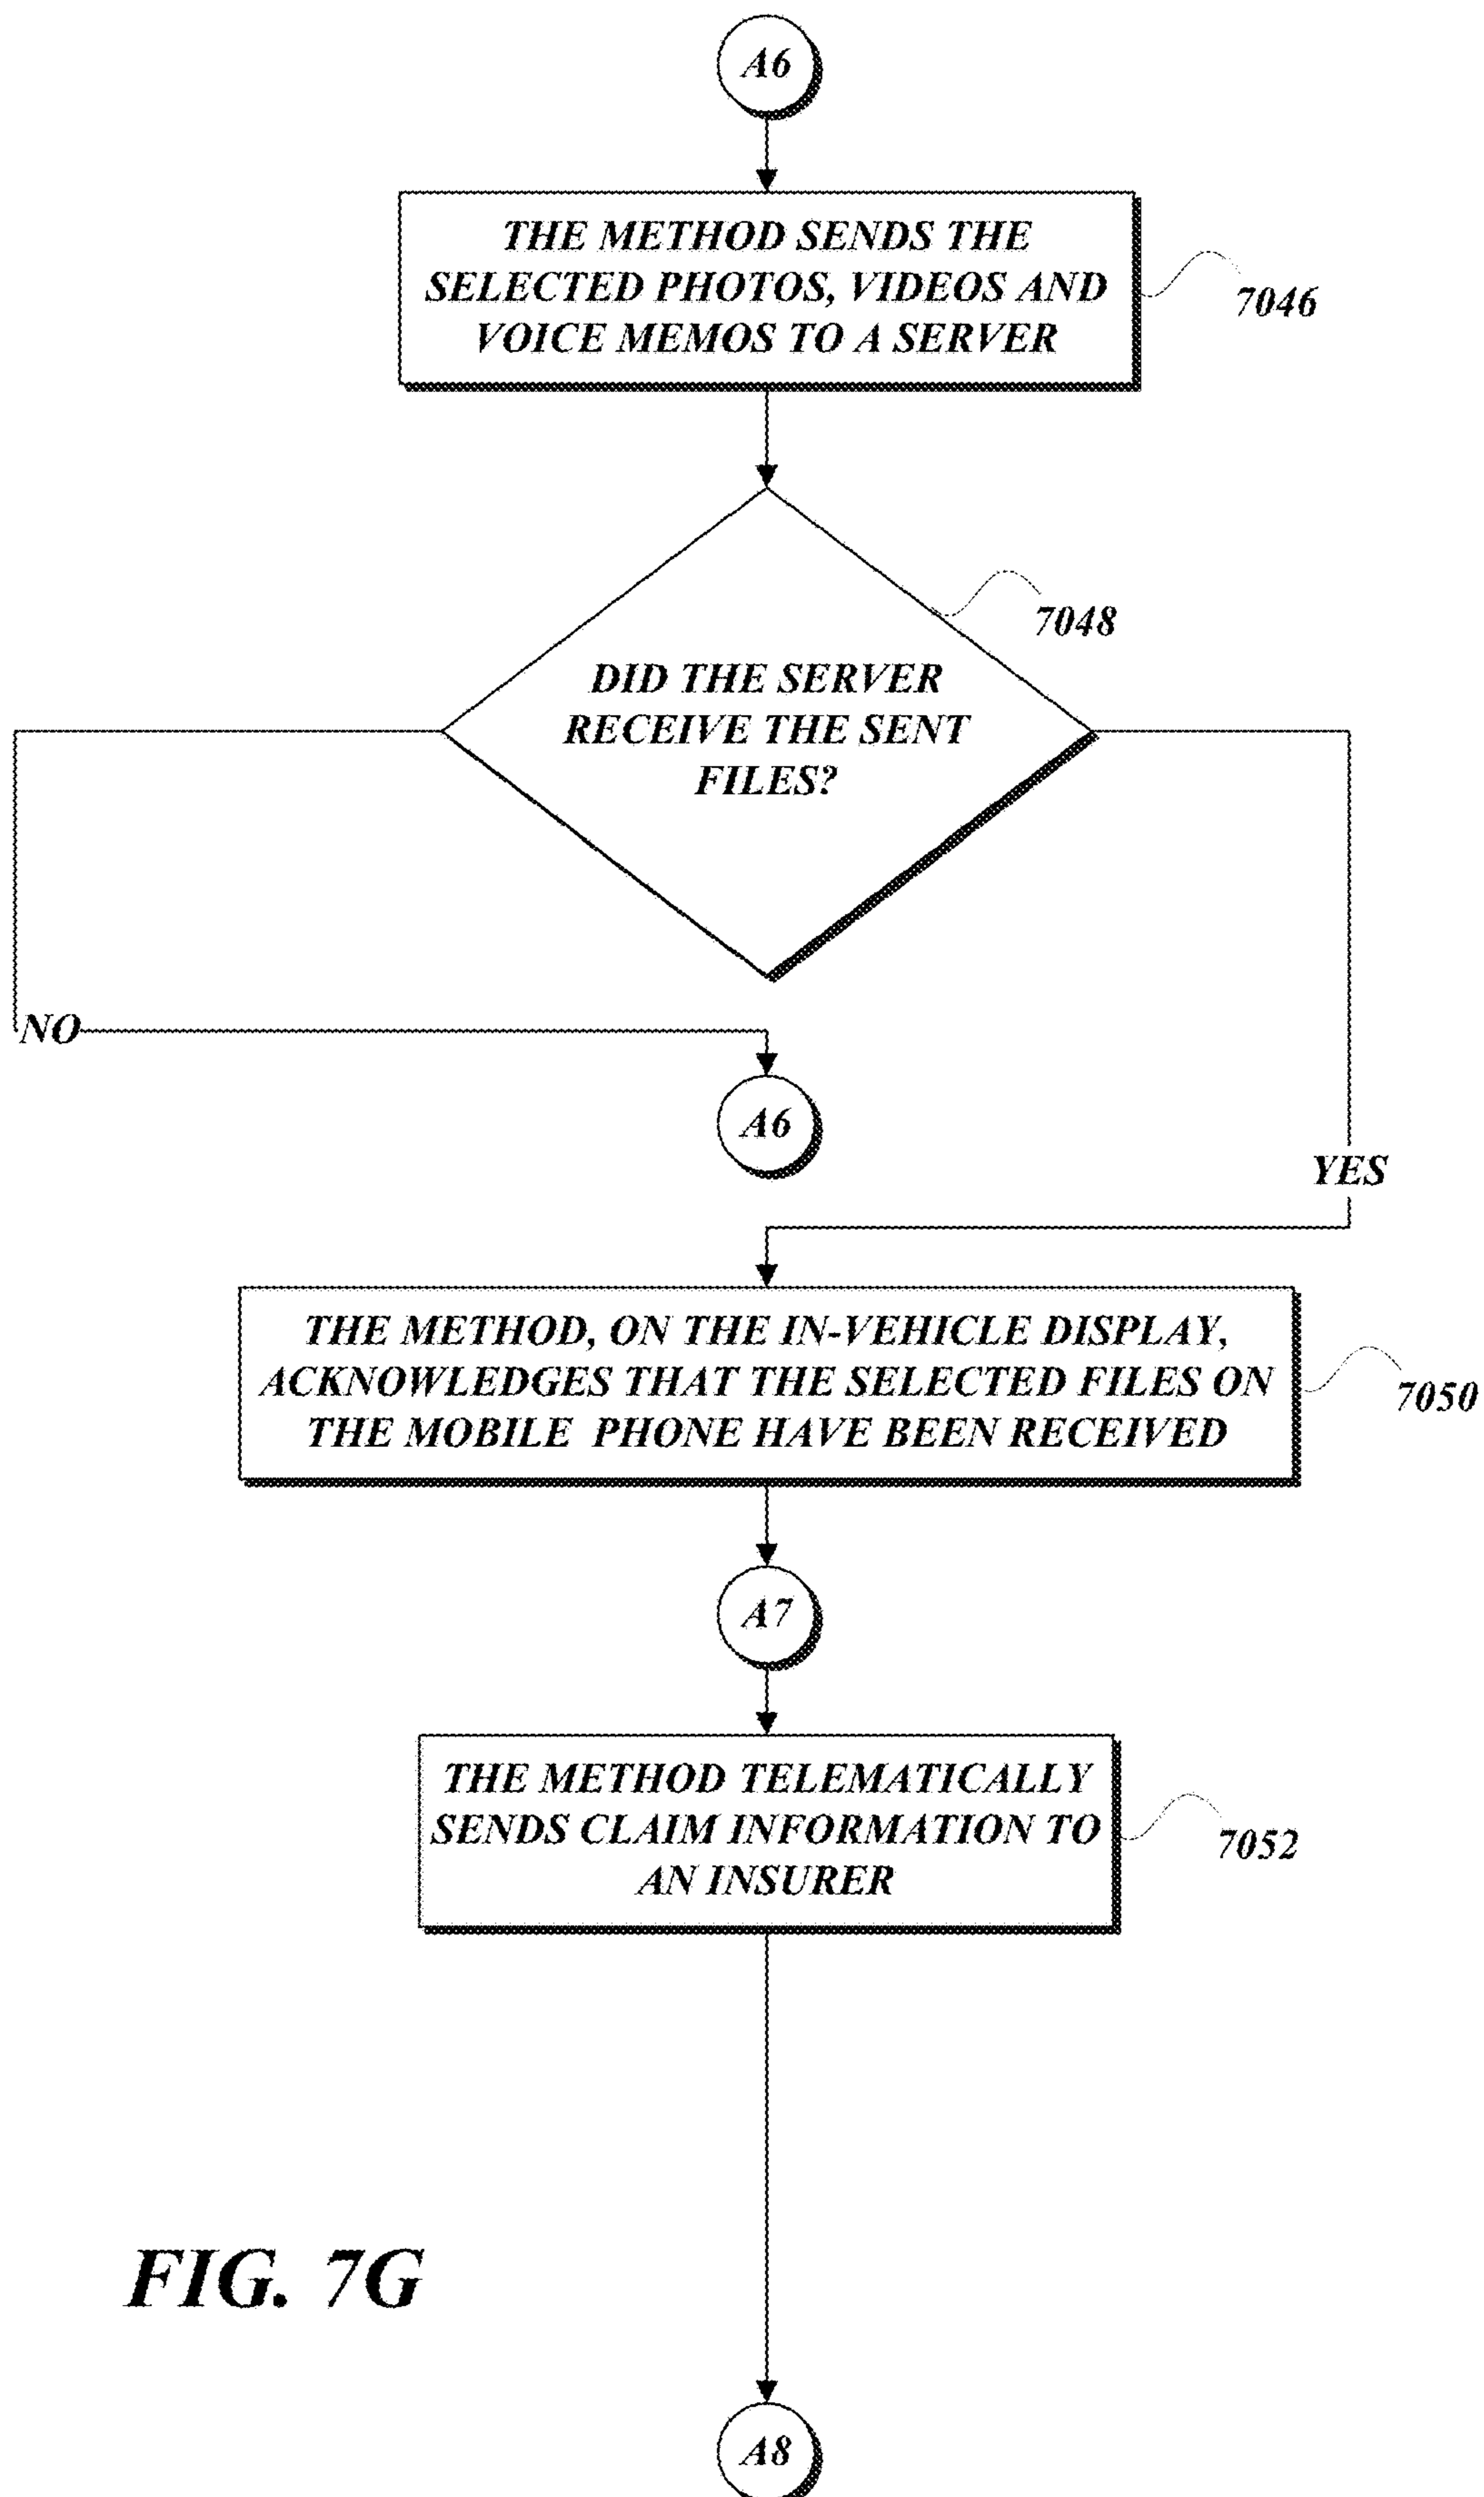 A6
THE METHOD SENDS THE
SELECTED PHOTOS, VIDEOS AND
VOICE MEMOS TO A SERVER
7046
7048
DID THE SERVER
RECEIVE THE SENT
FILES?
NO
A6
YES
THE METHOD, ON THE IN-VEHICLE DISPLAY,
ACKNOWLEDGES THAT THE SELECTED FILES ON
THE MOBILE PHONE HAVE BEEN RECEIVED
7050
A7
THE METHOD TELEMATICALLY
SENDS CLAIM INFORMATION TO
AN INSURER
7052
FIG. 7G
A8